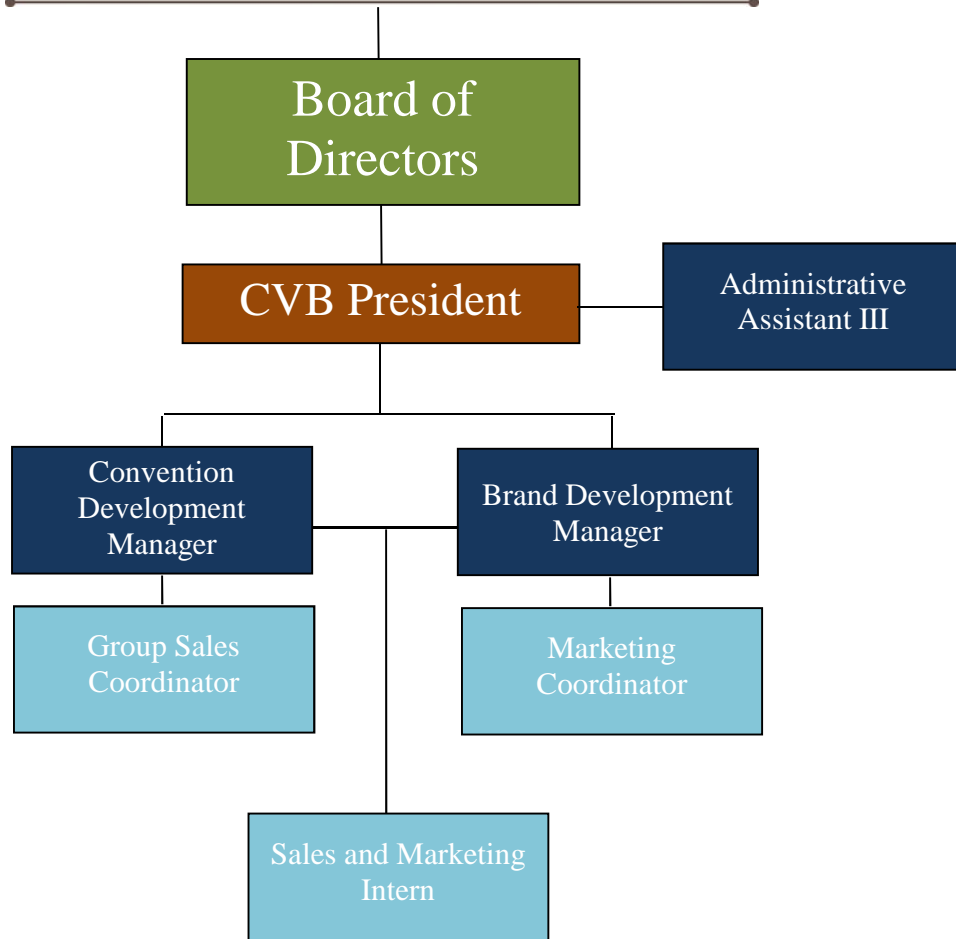 Board of
Directors
CVB President
Administrative
Assistant III
Convention
Development
Manager
Brand Development
Manager
Group Sales
Coordinator
Marketing
Coordinator
Sales and Marketing
Intern